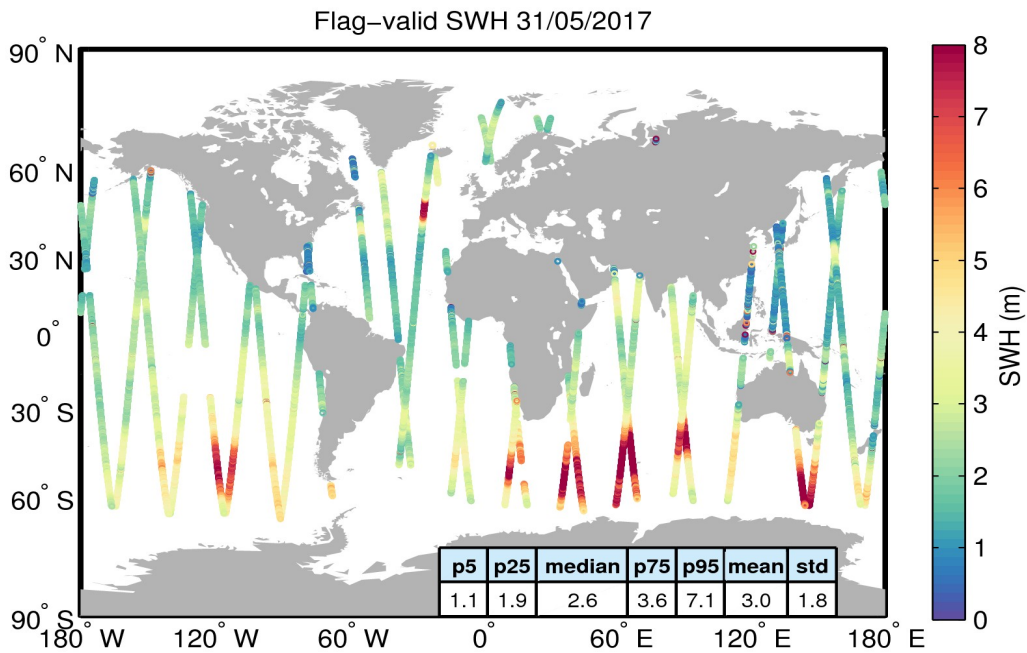 Flag−valid SWH 31/05/2017
90° N
60° N
30° N
0°
30° S
60° S
90° S
180° W
120° W
60° W
0°
60° E
120° E
180° E
p5 p25 median p75 p95 mean std
1.1 1.9 2.6 3.6 7.1 3.0 1.8
8
7
6
5
4
3
2
1
0
SWH (m)